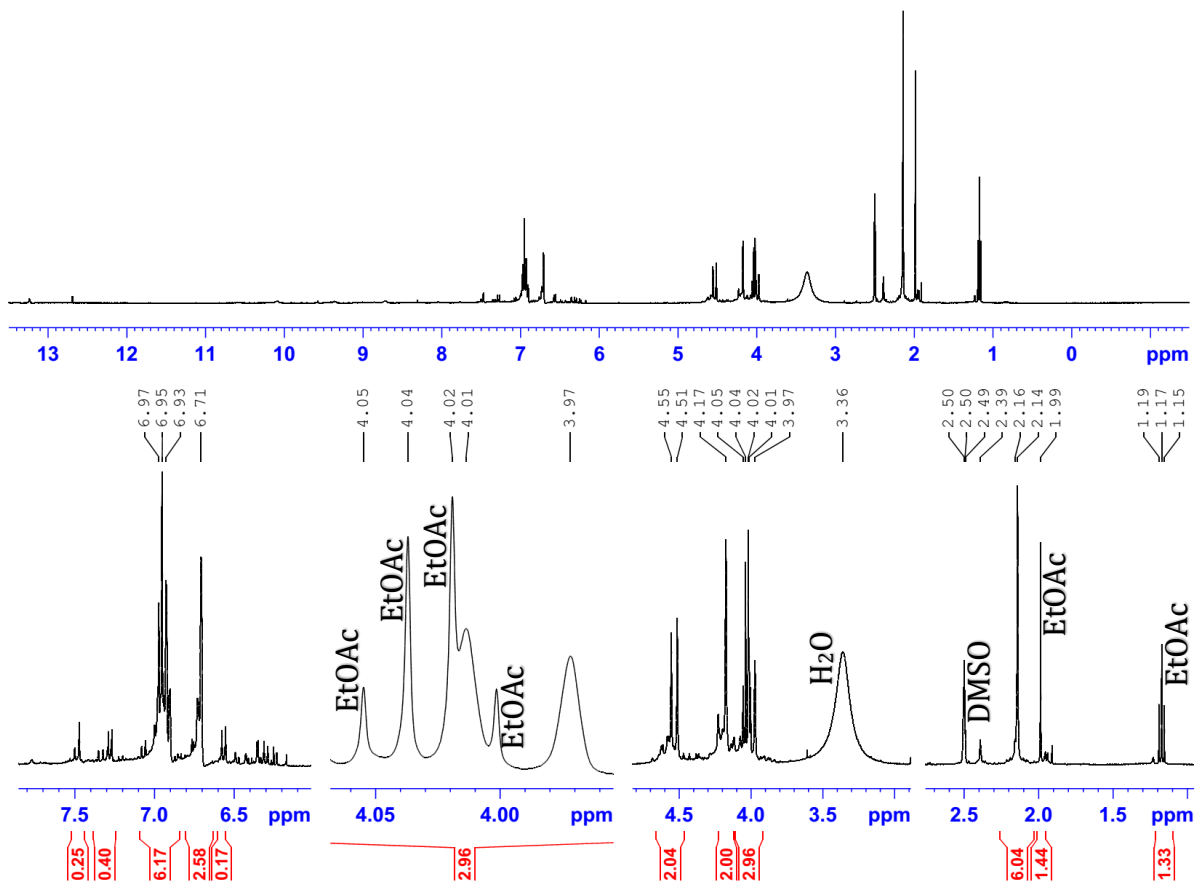 13 12 11 10 9 8 7 6 5 4 3 2 1 0 ppm
6.97 6.95 6.93 6.71 4.05 4.04 4.02 4.01 3.97 4.55 4.51 4.17 4.05 4.04 4.02 4.01 3.97 3.36 2.50 2.50 2.49 2.39 2.16 2.14 1.99 1.19 1.17 1.15
EtOAc EtOAc EtOAc EtOAc H₂O DMSO EtOAc EtOAc
7.5 7.0 6.5 ppm 4.05 4.00 ppm 4.5 4.0 3.5 ppm 2.5 2.0 1.5 ppm
0.25 0.40 6.17 2.58 0.17 2.96 2.04 2.00 2.96 6.04 1.44 1.33